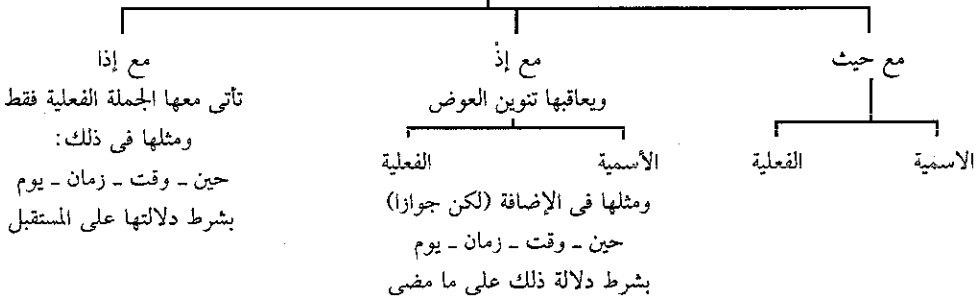 مع حيث
الاسمية الفعلية
مع إذْ
ويعاقبها تنوين العوض
الأسمية الفعلية
ومثلها فى الإضافة (لكن جوازا)
حين ـ وقت ـ زمان ـ يوم
بشرط دلالة ذلك على ما مضى
مع إذا
تأتى معها الجملة الفعلية فقط
ومثلها فى ذلك:
حين ـ وقت ـ زمان ـ يوم
بشرط دلالتها على المستقبل